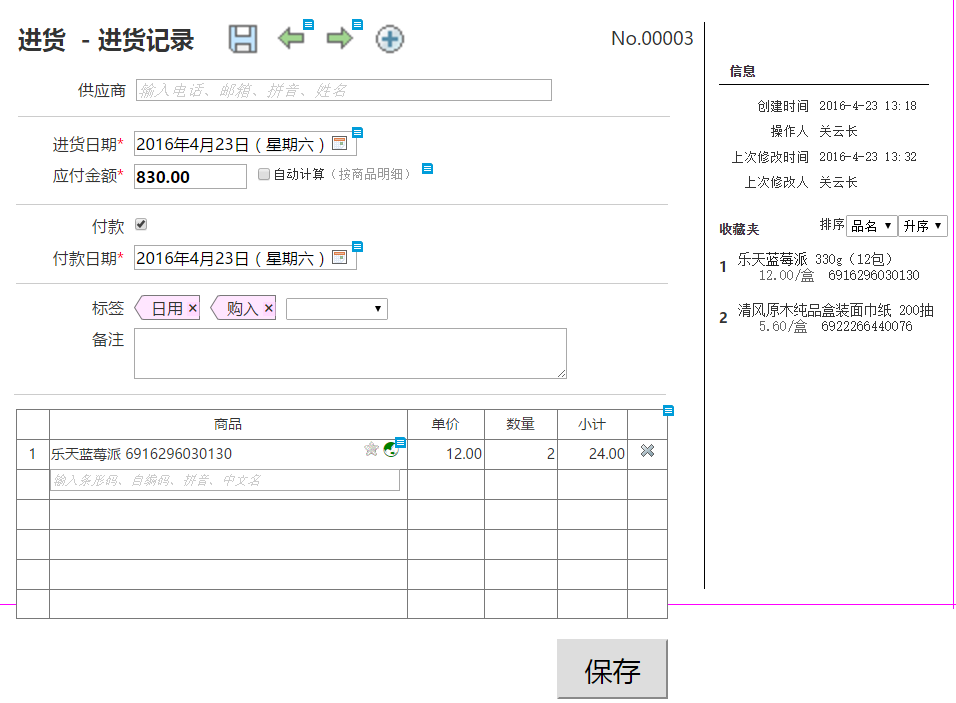 进货 - 进货记录
No.00003
供应商 输入电话、邮箱、拼音、姓名
进货日期* 2016年4月23日（星期六）
应付金额* 830.00 自动计算（按商品明细）
付款
付款日期* 2016年4月23日（星期六）
标签 日用 × 购入 ×
备注
商品 单价 数量 小计
1 乐天蓝莓派 6916296030130 12.00 2 24.00
输入条形码、自编码、拼音、中文名
保存
信息
创建时间 2016-4-23 13:18
操作人 关云长
上次修改时间 2016-4-23 13:32
上次修改人 关云长
收藏夹 排序 品名 升序
1 乐天蓝莓派 330g（12包）
12.00/盒 6916296030130
2 清风原木纯品盒装面巾纸 200抽
5.60/盒 6922266440076